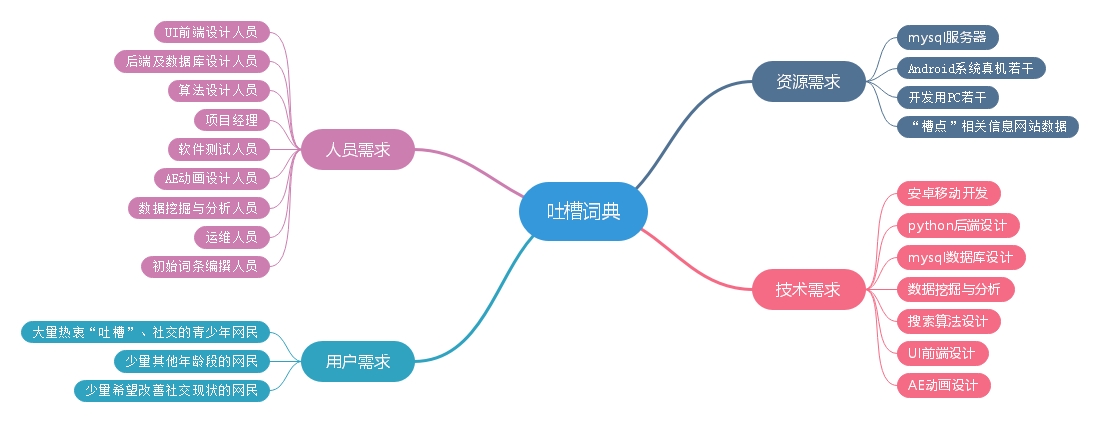 吐槽词典
人员需求
UI前端设计人员
后端及数据库设计人员
算法设计人员
项目经理
软件测试人员
AE动画设计人员
数据挖掘与分析人员
运维人员
初始词条编撰人员
用户需求
大量热衷“吐槽”、社交的青少年网民
少量其他年龄段的网民
少量希望改善社交现状的网民
资源需求
mysql服务器
Android系统真机若干
开发用PC若干
“槽点”相关信息网站数据
技术需求
安卓移动开发
python后端设计
mysql数据库设计
数据挖掘与分析
搜索算法设计
UI前端设计
AE动画设计